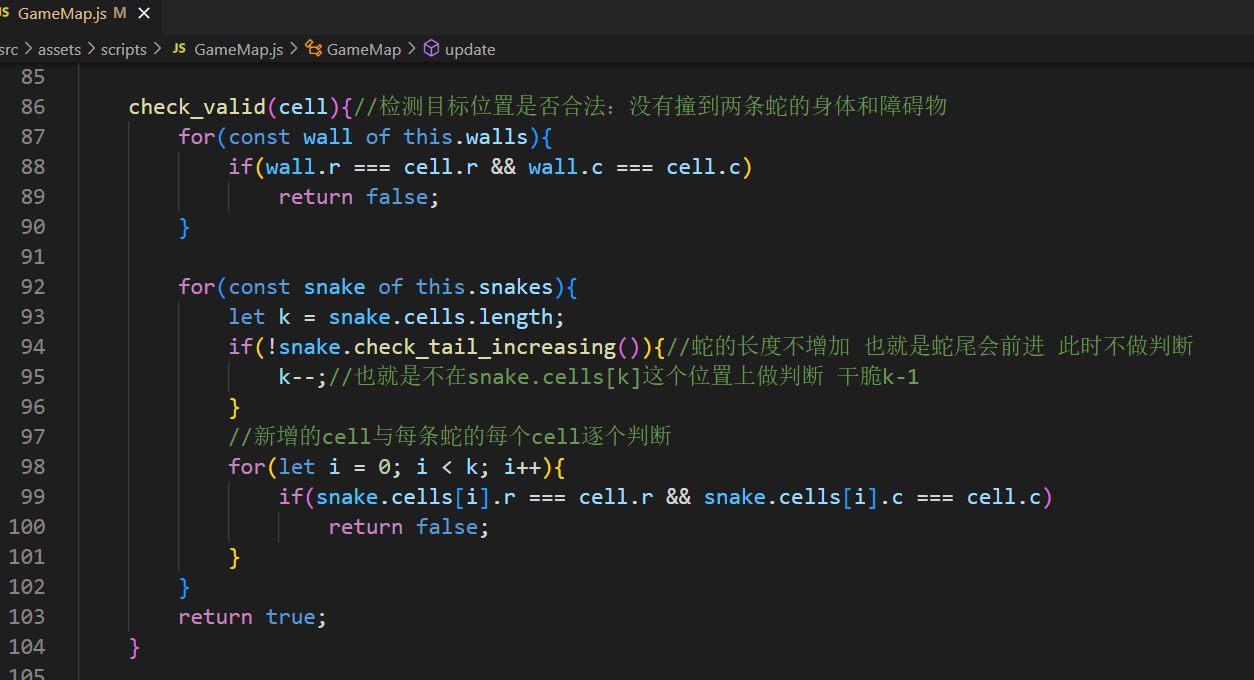 JS GameMap.js M ×
src > assets > scripts > JS GameMap.js > GameMap > update
85
86 check_valid(cell){//检测目标位置是否合法：没有撞到两条蛇的身体和障碍物
87 for(const wall of this.walls){
88 if(wall.r === cell.r && wall.c === cell.c)
89 return false;
90 }
91
92 for(const snake of this.snakes){
93 let k = snake.cells.length;
94 if(!snake.check_tail_increasing()){//蛇的长度不增加 也就是蛇尾会前进 此时不做判断
95 k--;//也就是不在snake.cells[k]这个位置上做判断 干脆k-1
96 }
97 //新增的cell与每条蛇的每个cell逐个判断
98 for(let i = 0; i < k; i++){
99 if(snake.cells[i].r === cell.r && snake.cells[i].c === cell.c)
100 return false;
101 }
102 }
103 return true;
104 }
105